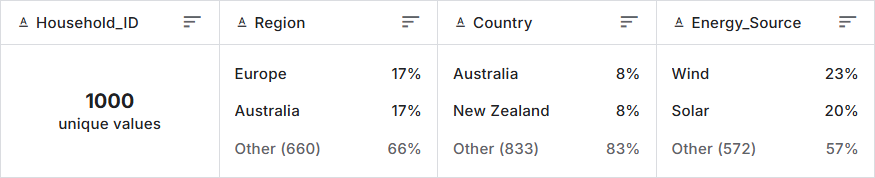 A Household_ID
A Region
A Country
A Energy_Source
1000
unique values
Europe 17%
Australia 17%
Other (660) 66%
Australia 8%
New Zealand 8%
Other (833) 83%
Wind 23%
Solar 20%
Other (572) 57%